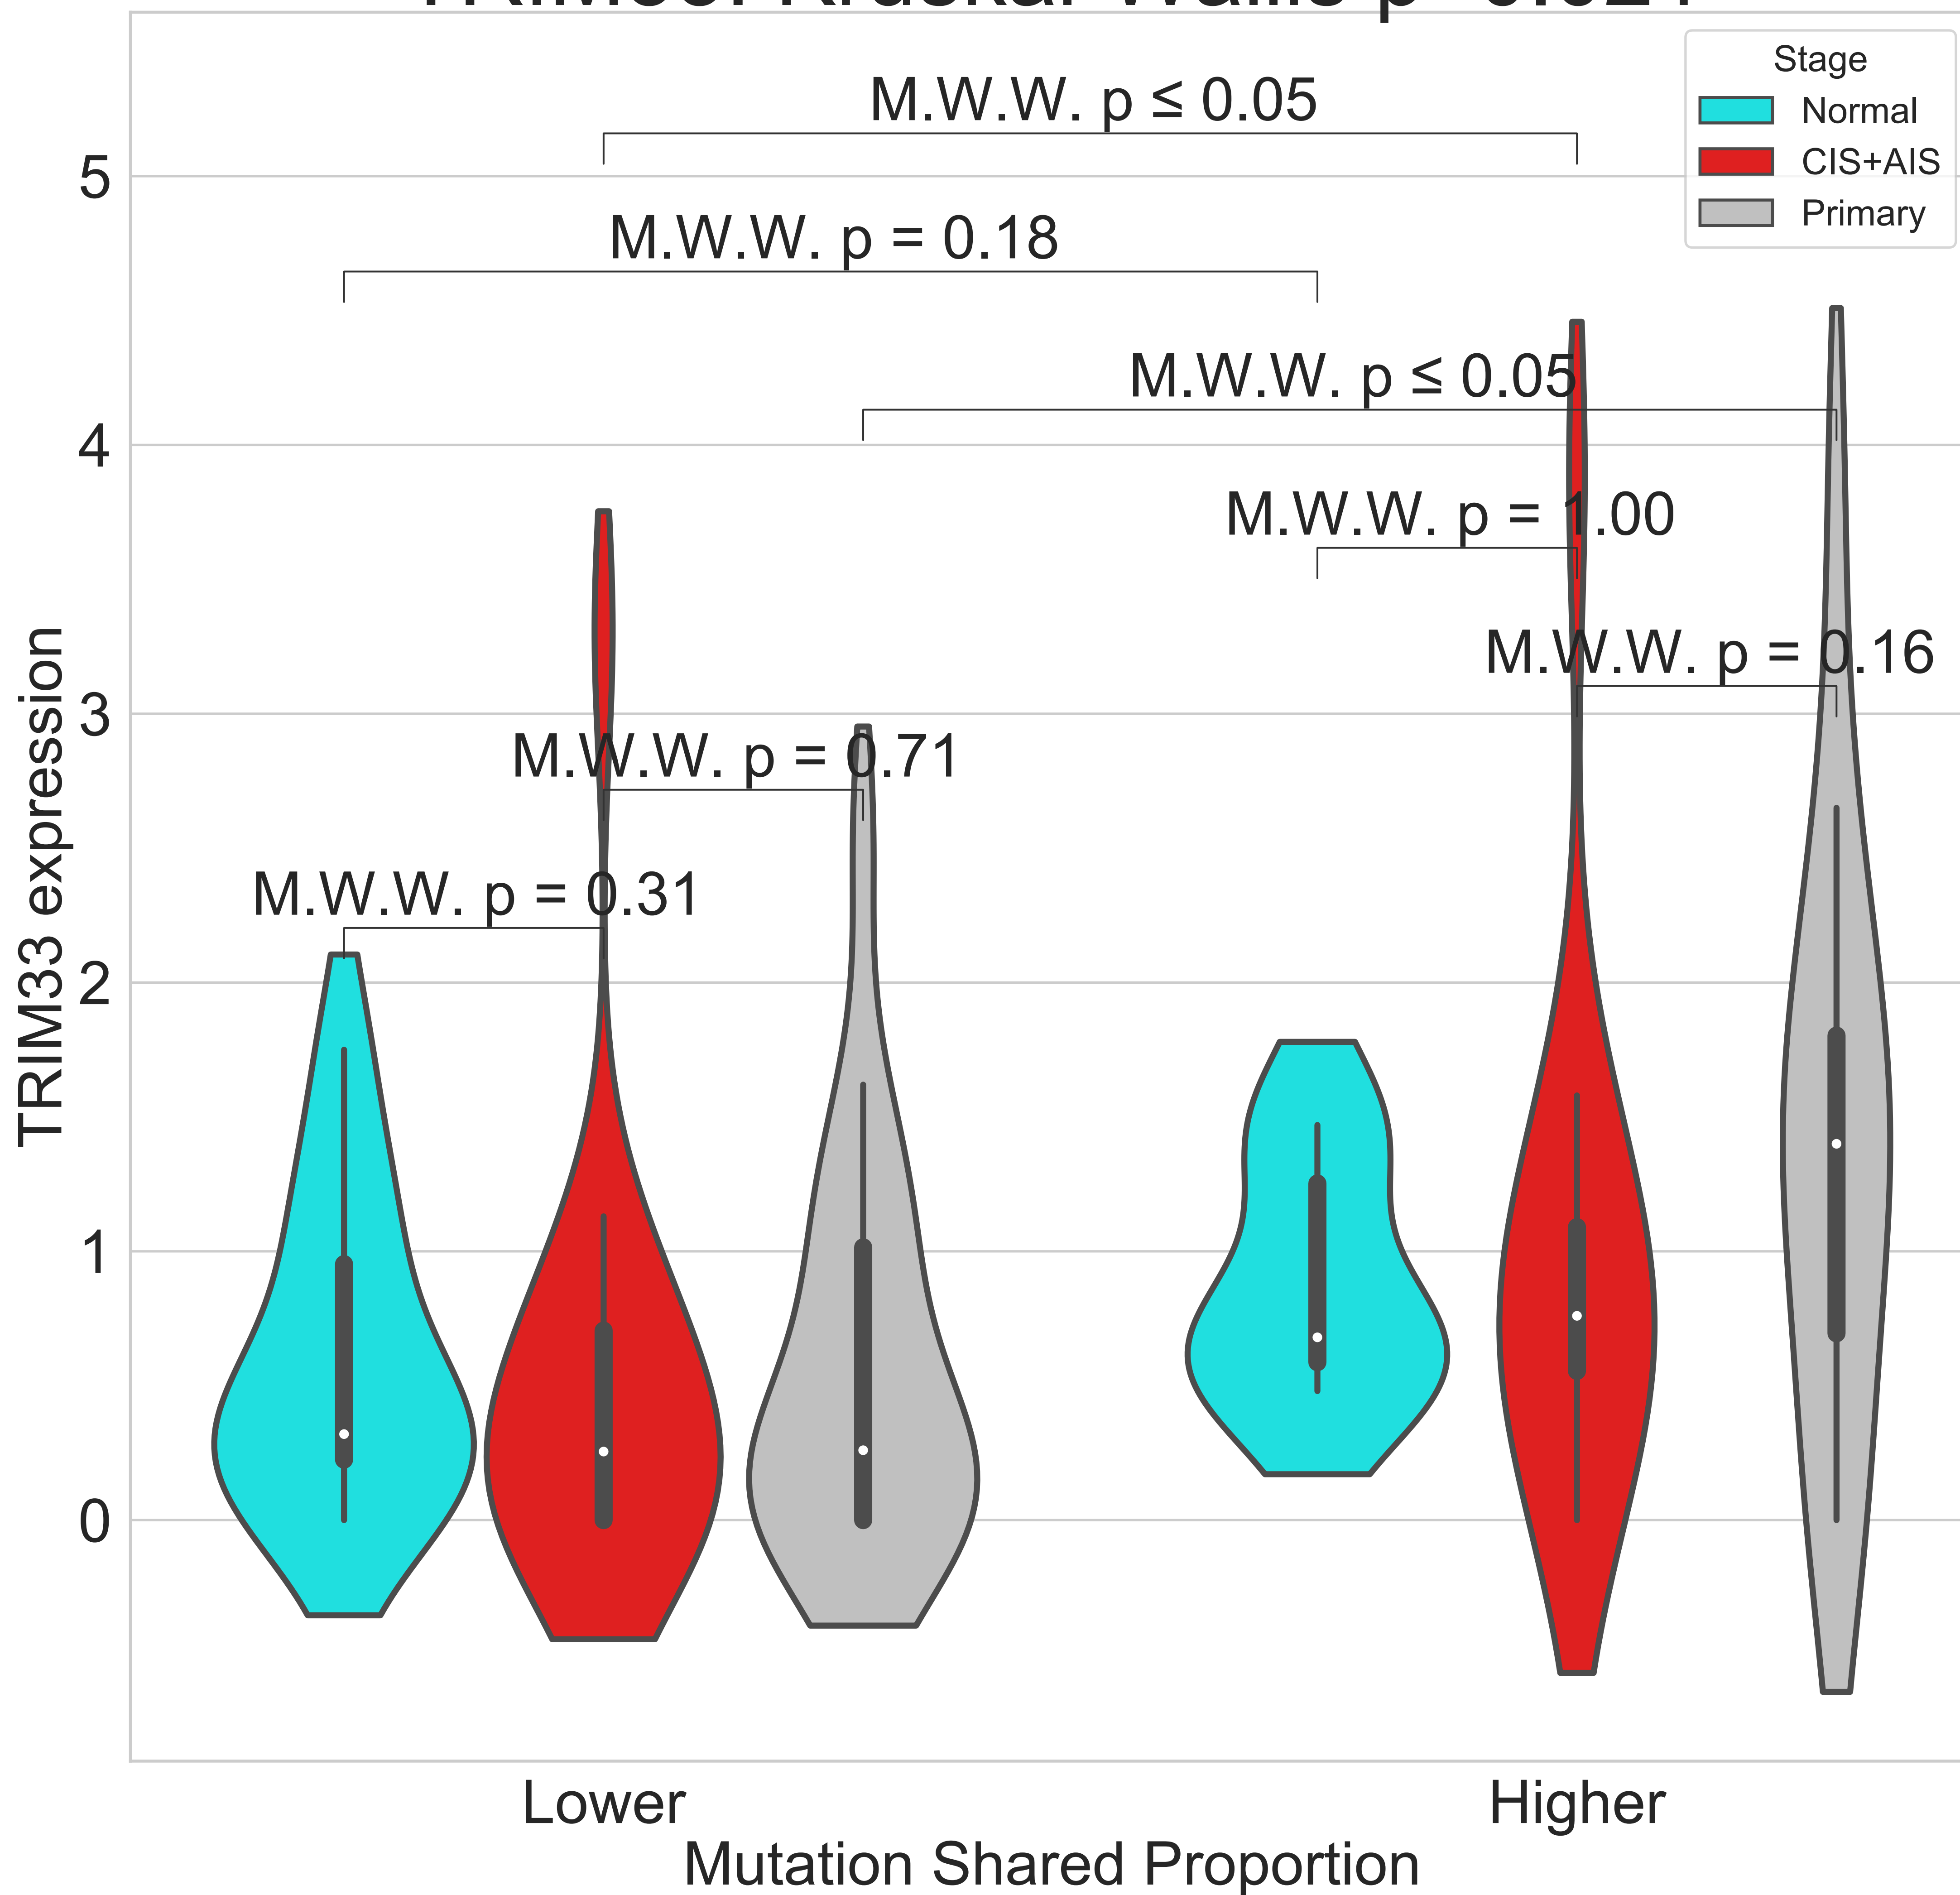 Stage
Normal
CIS+AIS
Primary
M.W.W. p ≤ 0.05
M.W.W. p = 0.18
M.W.W. p ≤ 0.05
M.W.W. p = 1.00
M.W.W. p = 0.16
M.W.W. p = 0.71
M.W.W. p = 0.31
5
4
3
2
1
0
TRIM33 expression
Lower
Higher
Mutation Shared Proportion